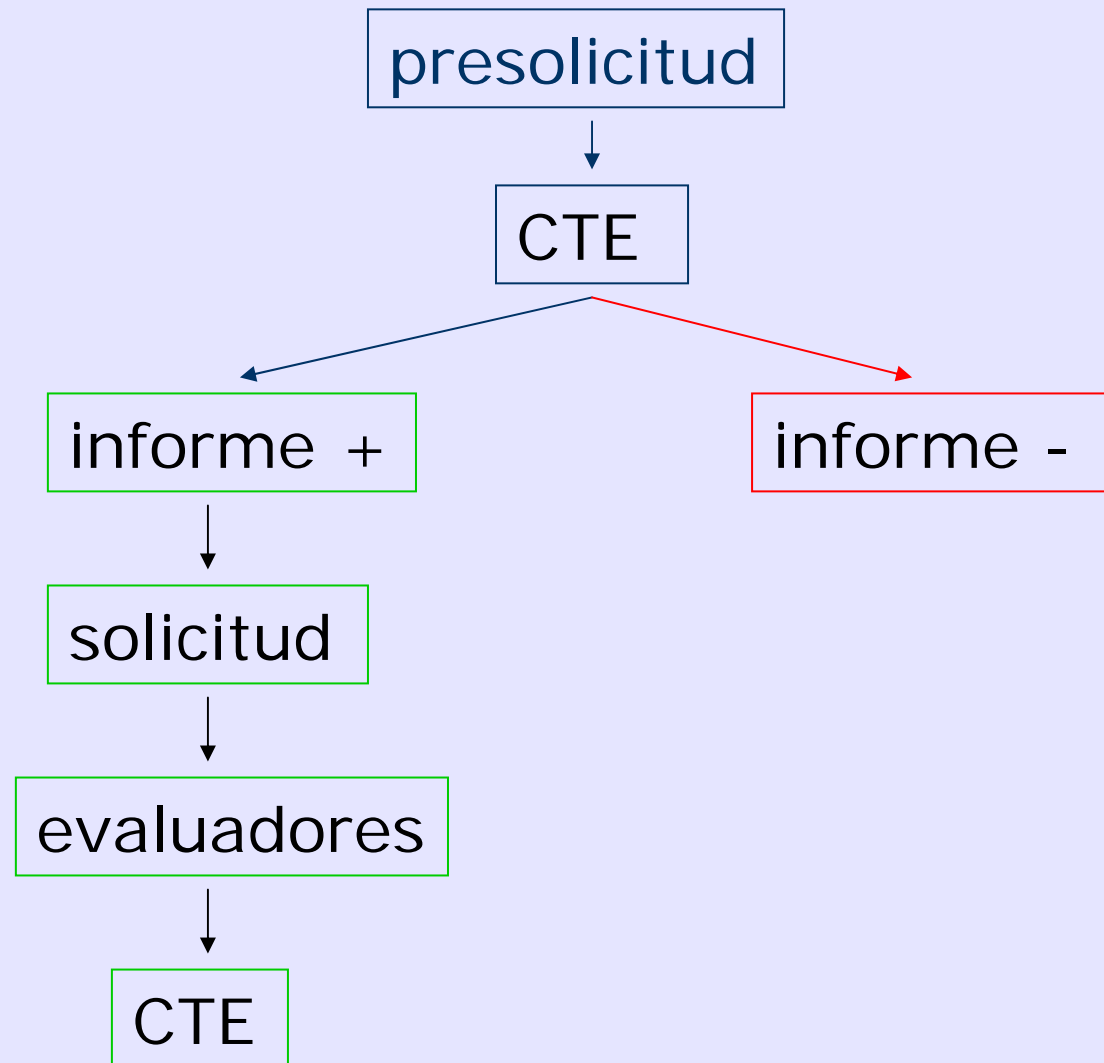 presolicitud
CTE
informe +
informe -
solicitud
evaluadores
CTE